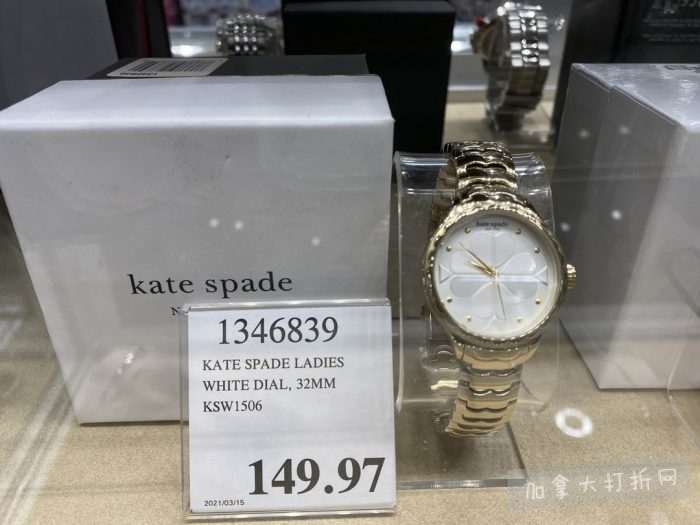 kate spade
kate spade
1346839
KATE SPADE LADIES
WHITE DIAL, 32MM
KSW1506
149.97
2021/03/15
加拿大打折网